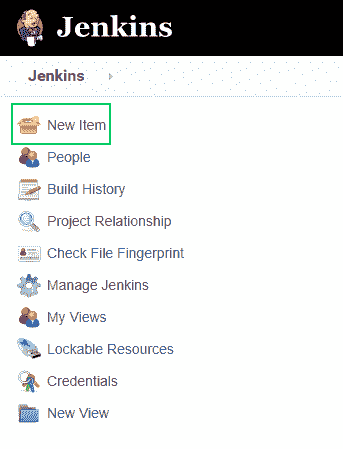 Jenkins
Jenkins
New Item
People
Build History
Project Relationship
Check File Fingerprint
Manage Jenkins
My Views
Lockable Resources
Credentials
New View